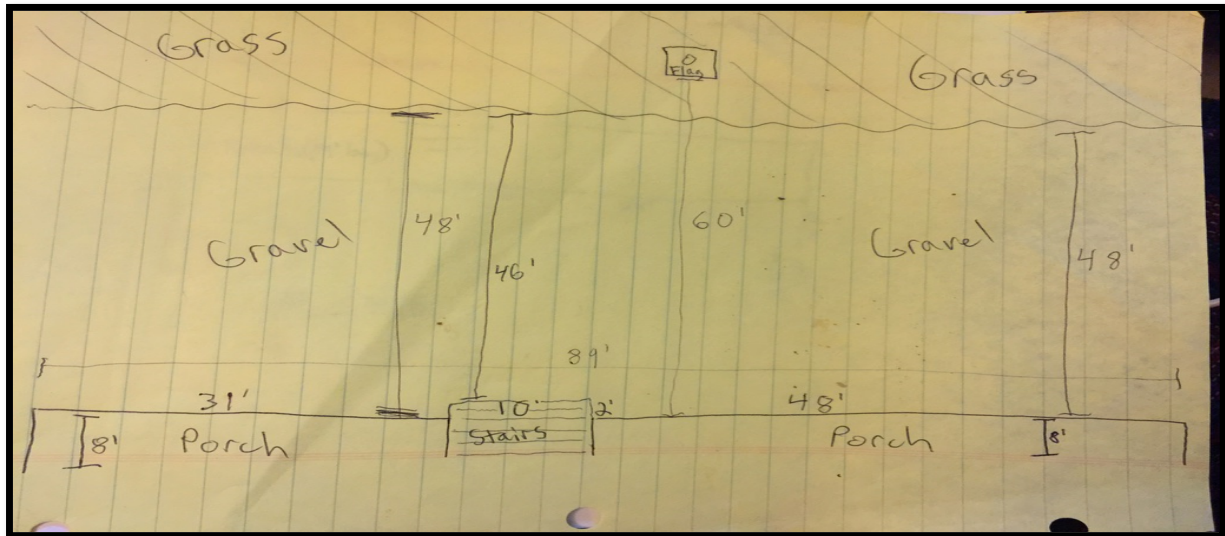 Grass
Flag
Grass
48'
60'
Gravel
Gravel
46'
48'
89'
31'
10'
2'
48'
8'
Porch
Stairs
Porch
8'